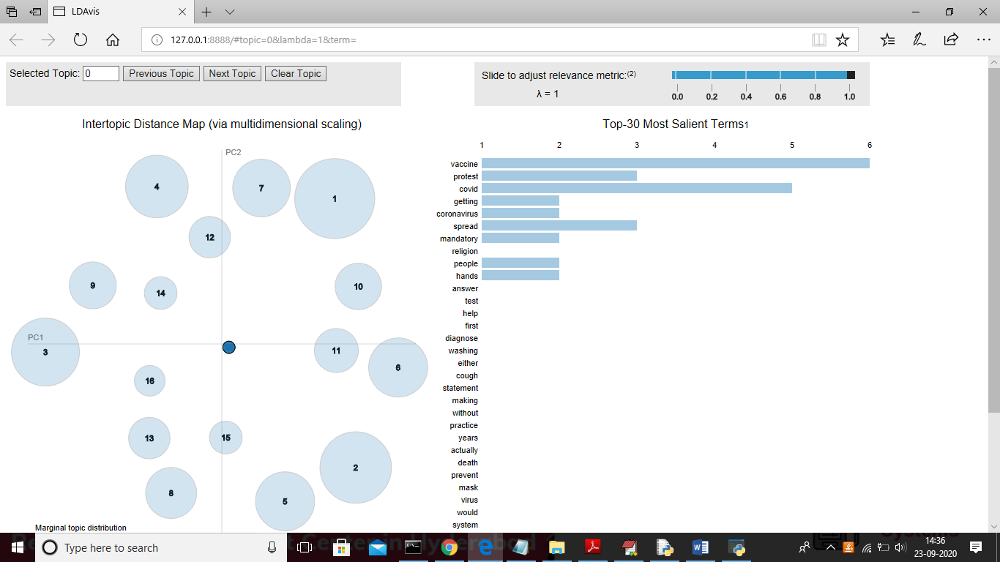 LDAvis
127.0.0.1:8888/#topic=0&lambda=1&term=
Selected Topic: 0 Previous Topic Next Topic Clear Topic
Slide to adjust relevance metric:(2)
λ = 1
0.0 0.2 0.4 0.6 0.8 1.0
Intertopic Distance Map (via multidimensional scaling)
PC2
4
7
1
12
9
14
10
PC1
3
11
6
16
13
15
2
8
5
Marginal topic distribution
Top-30 Most Salient Terms1
1 2 3 4 5 6
vaccine
protest
covid
getting
coronavirus
spread
mandatory
religion
people
hands
answer
test
help
first
diagnose
washing
either
cough
statement
making
without
practice
years
actually
death
prevent
mask
virus
would
system
Type here to search
14:36
23-09-2020